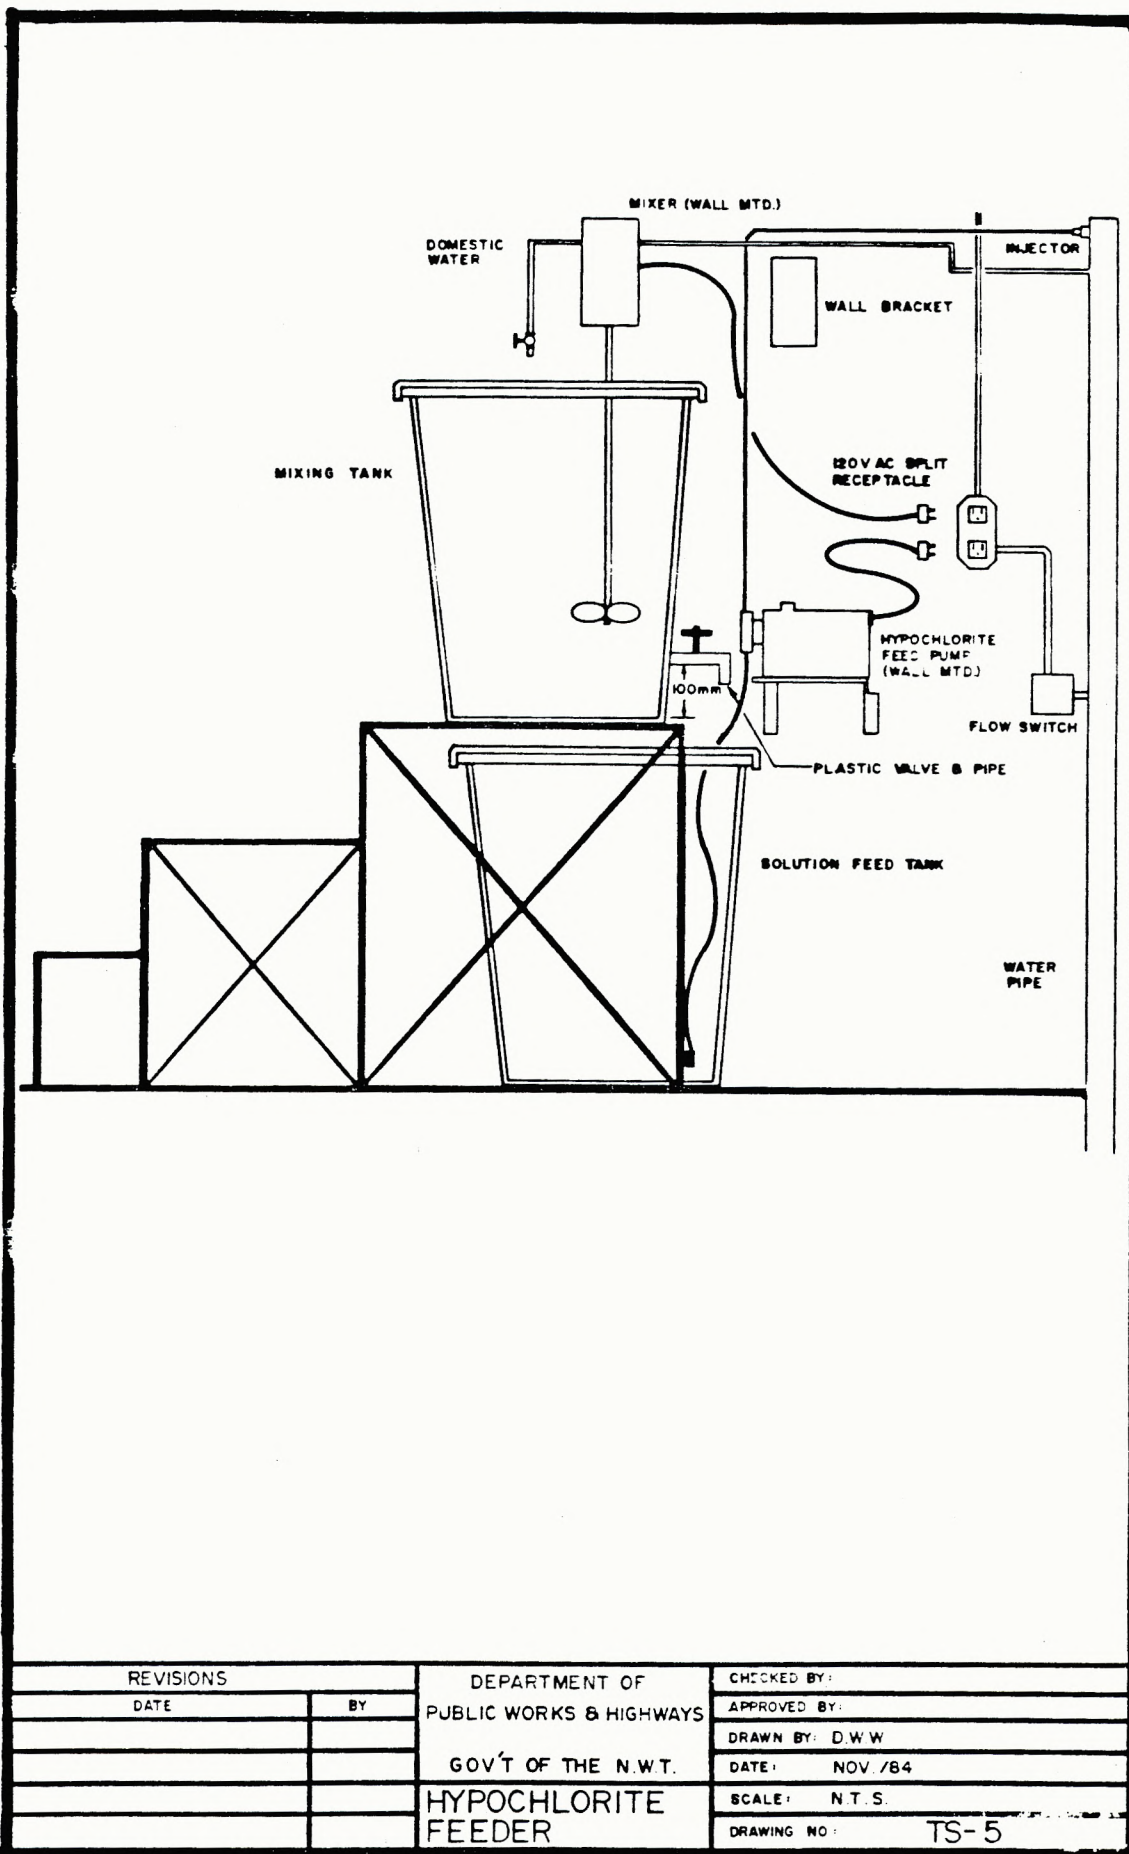 MIXER (WALL MTD.)
DOMESTIC
WATER
INJECTOR
WALL BRACKET
MIXING TANK
120V AC SPLIT
RECEPTACLE
HYPOCHLORITE
FEED PUMP
(WALL MTD.)
100mm
FLOW SWITCH
PLASTIC VALVE & PIPE
SOLUTION FEED TANK
WATER
PIPE
REVISIONS
DATE BY
DEPARTMENT OF
PUBLIC WORKS & HIGHWAYS
GOV'T OF THE N.W.T.
HYPOCHLORITE
FEEDER
CHECKED BY:
APPROVED BY:
DRAWN BY: D.W.W
DATE: NOV./84
SCALE: N.T.S.
DRAWING NO: TS-5